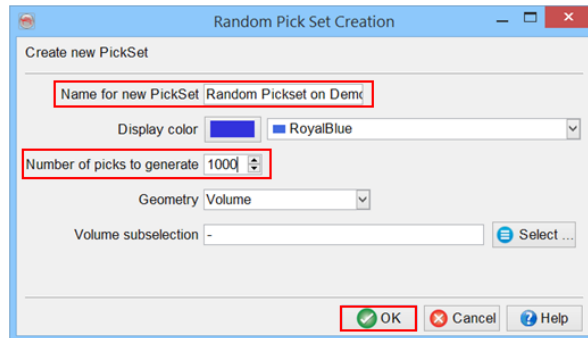 Random Pick Set Creation
Create new PickSet
Name for new PickSet Random Pickset on Demo
Display color RoyalBlue
Number of picks to generate 1000
Geometry Volume
Volume subselection -
Select ...
OK Cancel Help